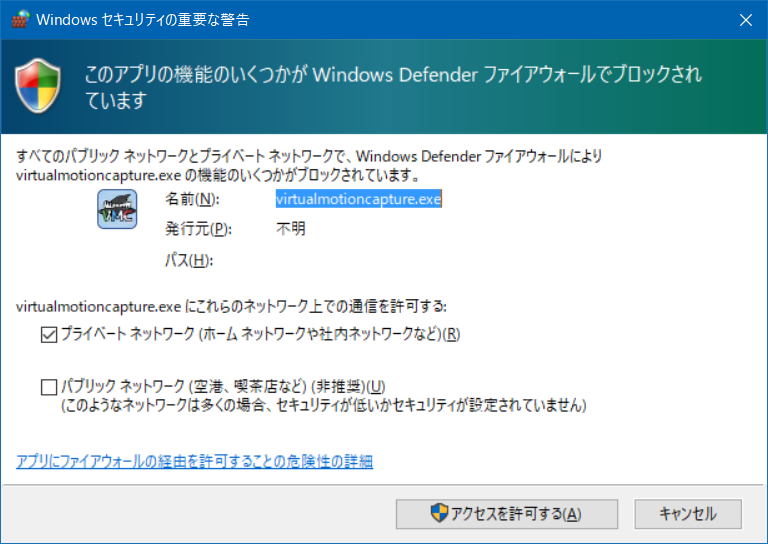 Windows セキュリティの重要な警告
このアプリの機能のいくつかが Windows Defender ファイアウォールでブロックされ
ています
すべてのパブリック ネットワークとプライベート ネットワークで、Windows Defender ファイアウォールにより
virtualmotioncapture.exe の機能のいくつかがブロックされています。
VMC
名前(N): virtualmotioncapture.exe
発行元(P): 不明
パス(H):
virtualmotioncapture.exe にこれらのネットワーク上での通信を許可する:
プライベート ネットワーク (ホーム ネットワークや社内ネットワークなど)(R)
パブリック ネットワーク (空港、喫茶店など) (非推奨)(U)
(このようなネットワークは多くの場合、セキュリティが低いかセキュリティが設定されていません)
アプリにファイアウォールの経由を許可することの危険性の詳細
アクセスを許可する(A) キャンセル